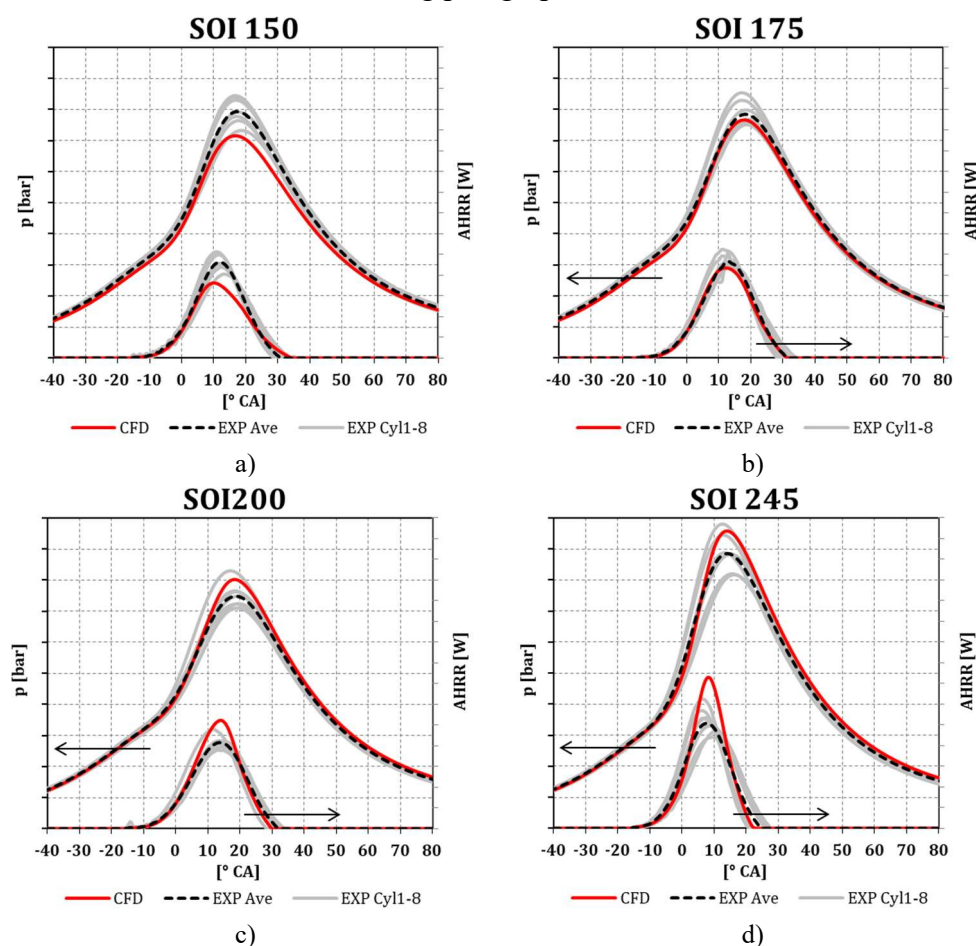 SOI 150
p [bar]
AHRR [W]
-40 -30 -20 -10 0 10 20 30 40 50 60 70 80
[° CA]
CFD EXP Ave EXP Cyl1-8
a)
SOI 175
p [bar]
AHRR [W]
-40 -30 -20 -10 0 10 20 30 40 50 60 70 80
[° CA]
CFD EXP Ave EXP Cyl1-8
b)
SOI200
p [bar]
AHRR [W]
-40 -30 -20 -10 0 10 20 30 40 50 60 70 80
[° CA]
CFD EXP Ave EXP Cyl1-8
c)
SOI 245
p [bar]
AHRR [W]
-40 -30 -20 -10 0 10 20 30 40 50 60 70 80
[° CA]
CFD EXP Ave EXP Cyl1-8
d)